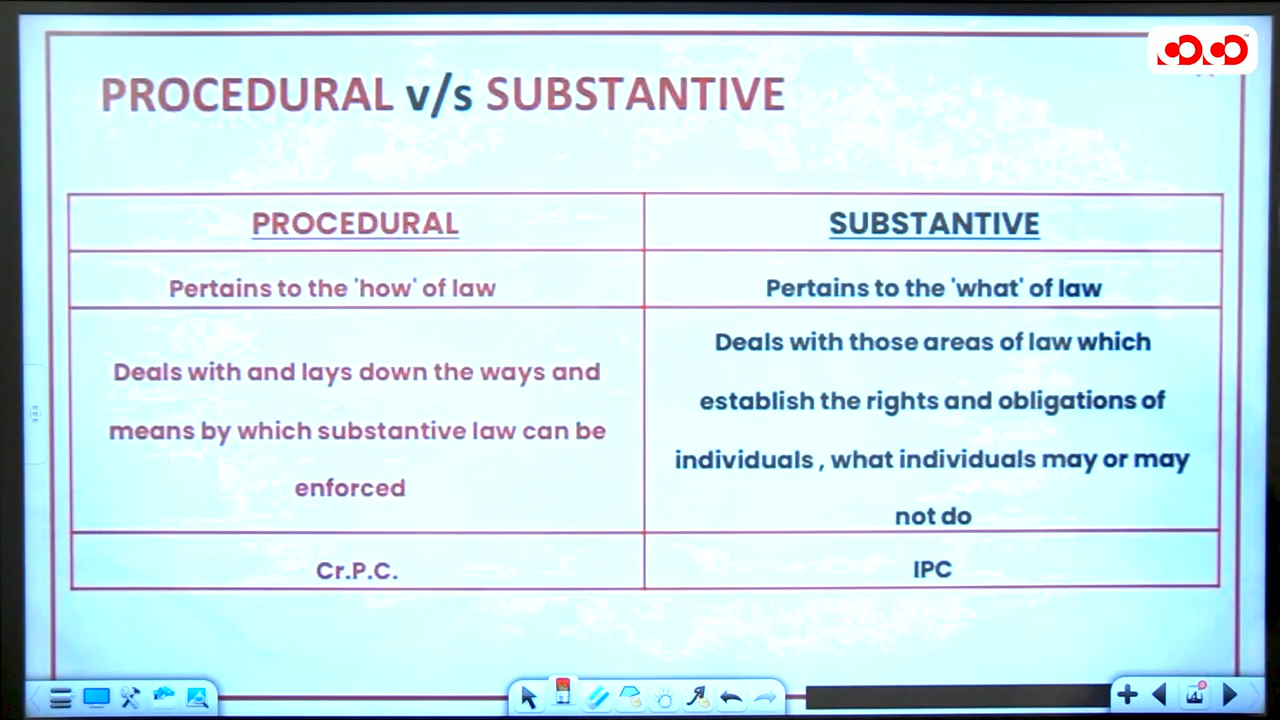 PROCEDURAL v/s SUBSTANTIVE
PROCEDURAL
SUBSTANTIVE
Pertains to the 'how' of law
Pertains to the 'what' of law
Deals with and lays down the ways and
means by which substantive law can be
enforced
Deals with those areas of law which
establish the rights and obligations of
individuals , what individuals may or may
not do
Cr.P.C.
IPC